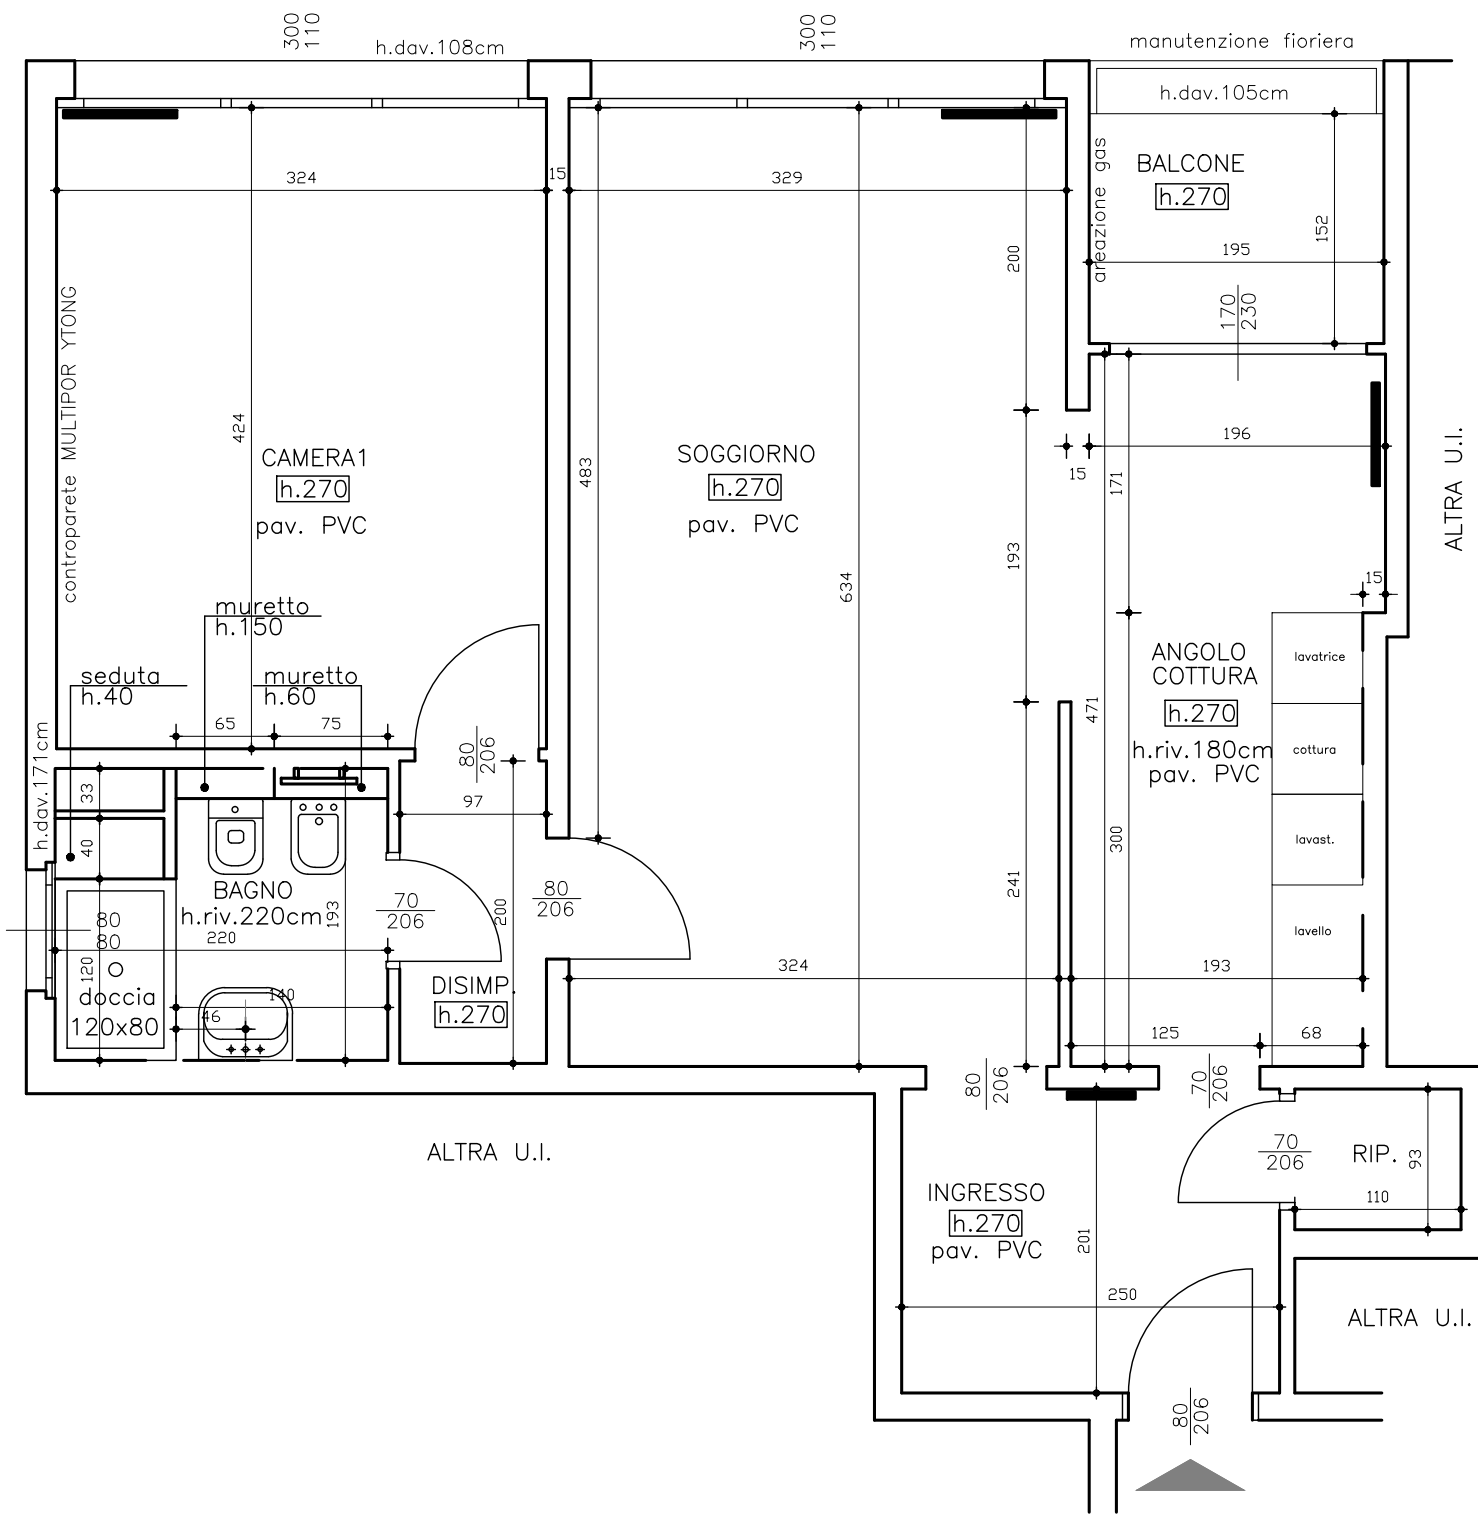 300
110
h.dav.108cm
300
110
manutenzione fioriera
h.dav.105cm
areazione gas
BALCONE
h.270
152
195
170
230
324
15
329
200
controparete MULTIPOR YTONG
424
CAMERA1
h.270
pav. PVC
483
SOGGIORNO
h.270
pav. PVC
634
193
15
196
171
ALTRA U.I.
15
muretto
h.150
seduta
h.40
muretto
h.60
65
75
80
206
h.dav.171cm
33
40
97
ANGOLO
COTTURA
h.270
h.riv.180cm
pav. PVC
471
300
lavatrice
cottura
lavast.
lavello
BAGNO
h.riv.220cm
193
80
80
220
120
doccia
120x80
140
46
70
206
200
80
206
DISIMP.
h.270
241
324
193
125
68
80
206
70
206
ALTRA U.I.
70
206
RIP.
93
110
INGRESSO
h.270
pav. PVC
201
250
ALTRA U.I.
80
206